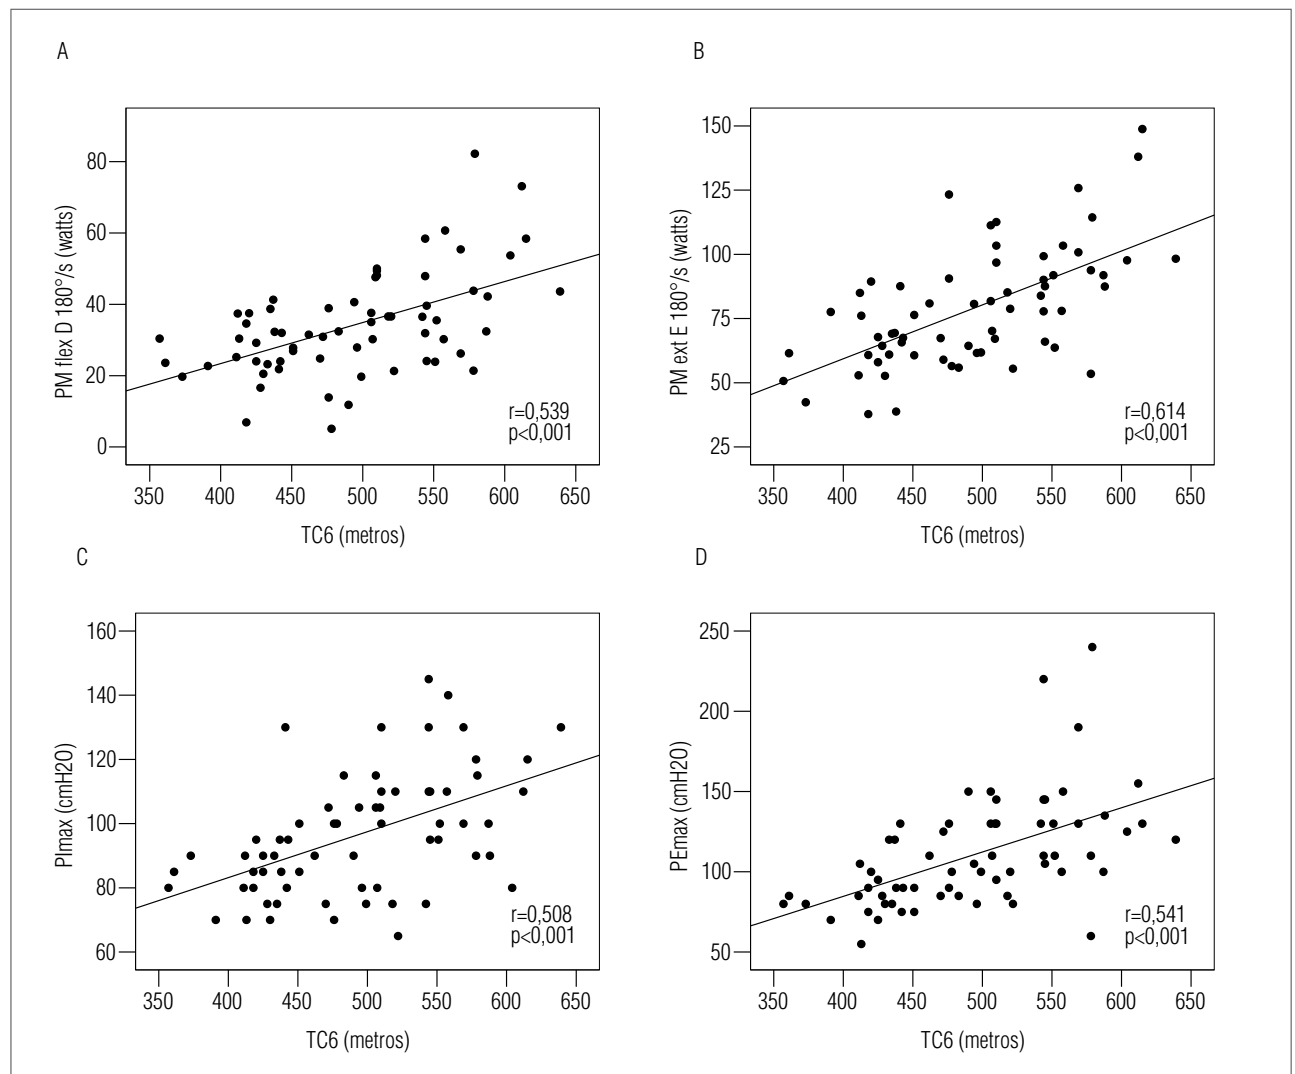 A
PM flex D 180°/s (watts)
80
60
40
20
0
r=0,539
p<0,001
350 400 450 500 550 600 650
TC6 (metros)
B
PM ext E 180°/s (watts)
150
125
100
75
50
25
r=0,614
p<0,001
350 400 450 500 550 600 650
TC6 (metros)
C
PImax (cmH2O)
160
140
120
100
80
60
r=0,508
p<0,001
350 400 450 500 550 600 650
TC6 (metros)
D
PEmax (cmH2O)
250
200
150
100
50
r=0,541
p<0,001
350 400 450 500 550 600 650
TC6 (metros)